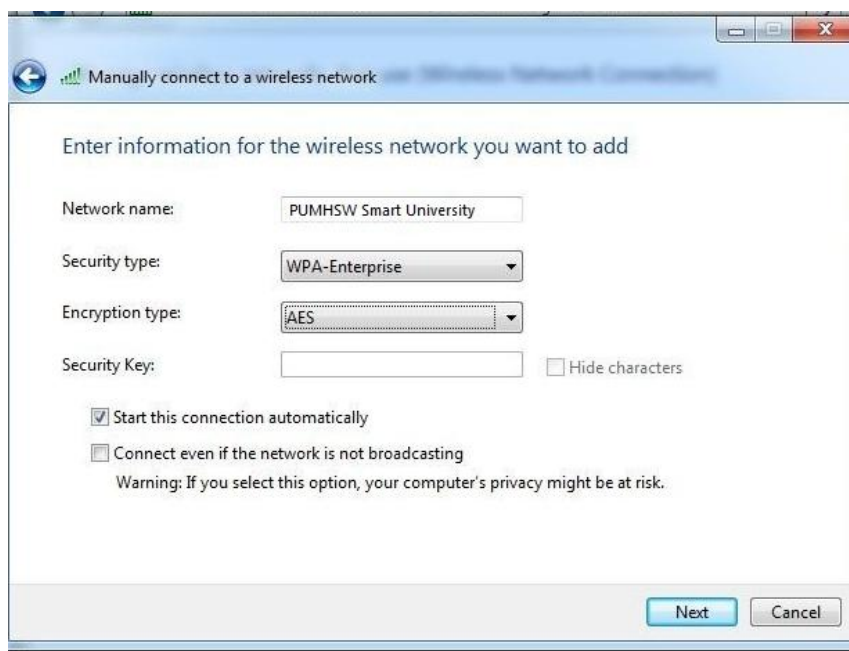 Manually connect to a wireless network
Enter information for the wireless network you want to add
Network name: PUMHSW Smart University
Security type: WPA-Enterprise
Encryption type: AES
Security Key: Hide characters
Start this connection automatically
Connect even if the network is not broadcasting
Warning: If you select this option, your computer's privacy might be at risk.
Next Cancel